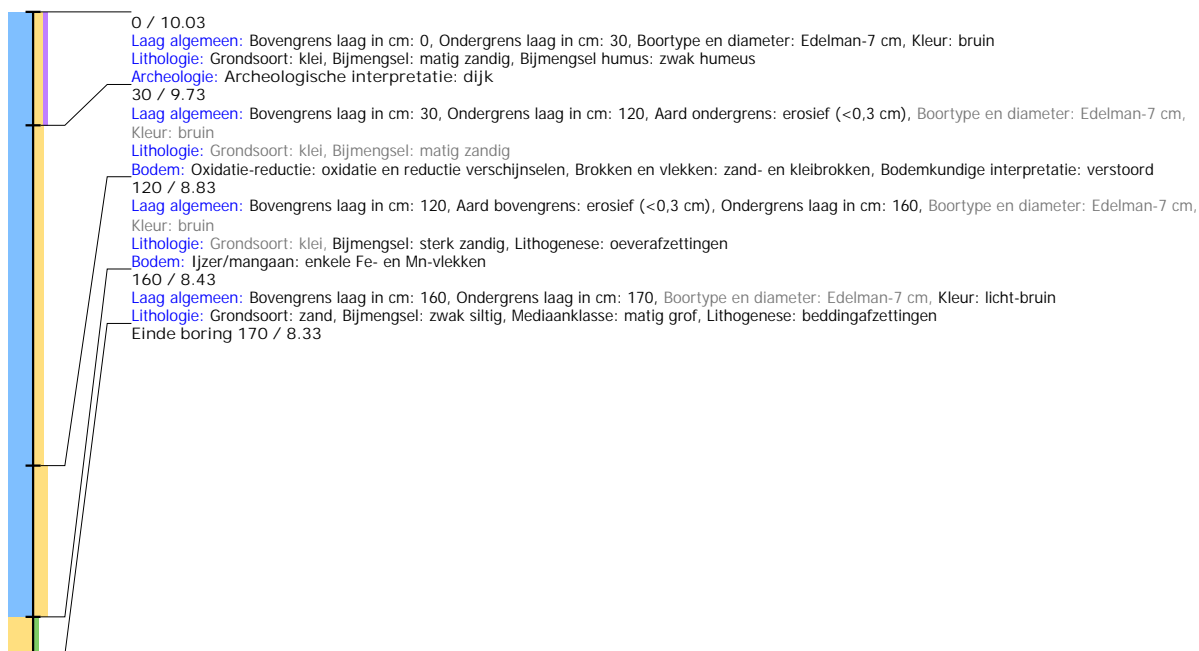 0 / 10.03
Laag algemeen: Bovengrens laag in cm: 0, Ondergrens laag in cm: 30, Boortype en diameter: Edelman-7 cm, Kleur: bruin
Lithologie: Grondsoort: klei, Bijmengsel: matig zandig, Bijmengsel humus: zwak humeus
Archeologie: Archeologische interpretatie: dijk
30 / 9.73
Laag algemeen: Bovengrens laag in cm: 30, Ondergrens laag in cm: 120, Aard ondergrens: erosief (<0,3 cm), Boortype en diameter: Edelman-7 cm,
Kleur: bruin
Lithologie: Grondsoort: klei, Bijmengsel: matig zandig
Bodem: Oxidatie-reductie: oxidatie en reductie verschijnselen, Brokken en vlekken: zand- en kleibrokken, Bodemkundige interpretatie: verstoord
120 / 8.83
Laag algemeen: Bovengrens laag in cm: 120, Aard bovengrens: erosief (<0,3 cm), Ondergrens laag in cm: 160, Boortype en diameter: Edelman-7 cm,
Kleur: bruin
Lithologie: Grondsoort: klei, Bijmengsel: sterk zandig, Lithogenese: oeverafzettingen
Bodem: Ijzer/mangaan: enkele Fe- en Mn-vlekken
160 / 8.43
Laag algemeen: Bovengrens laag in cm: 160, Ondergrens laag in cm: 170, Boortype en diameter: Edelman-7 cm, Kleur: licht-bruin
Lithologie: Grondsoort: zand, Bijmengsel: zwak siltig, Mediaanklasse: matig grof, Lithogenese: beddingafzettingen
Einde boring 170 / 8.33